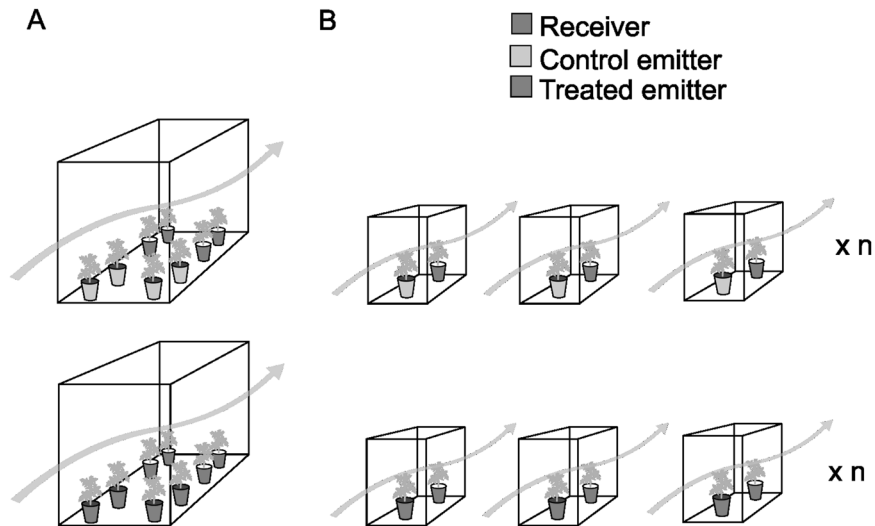 A
B
Receiver
Control emitter
Treated emitter
x n
x n